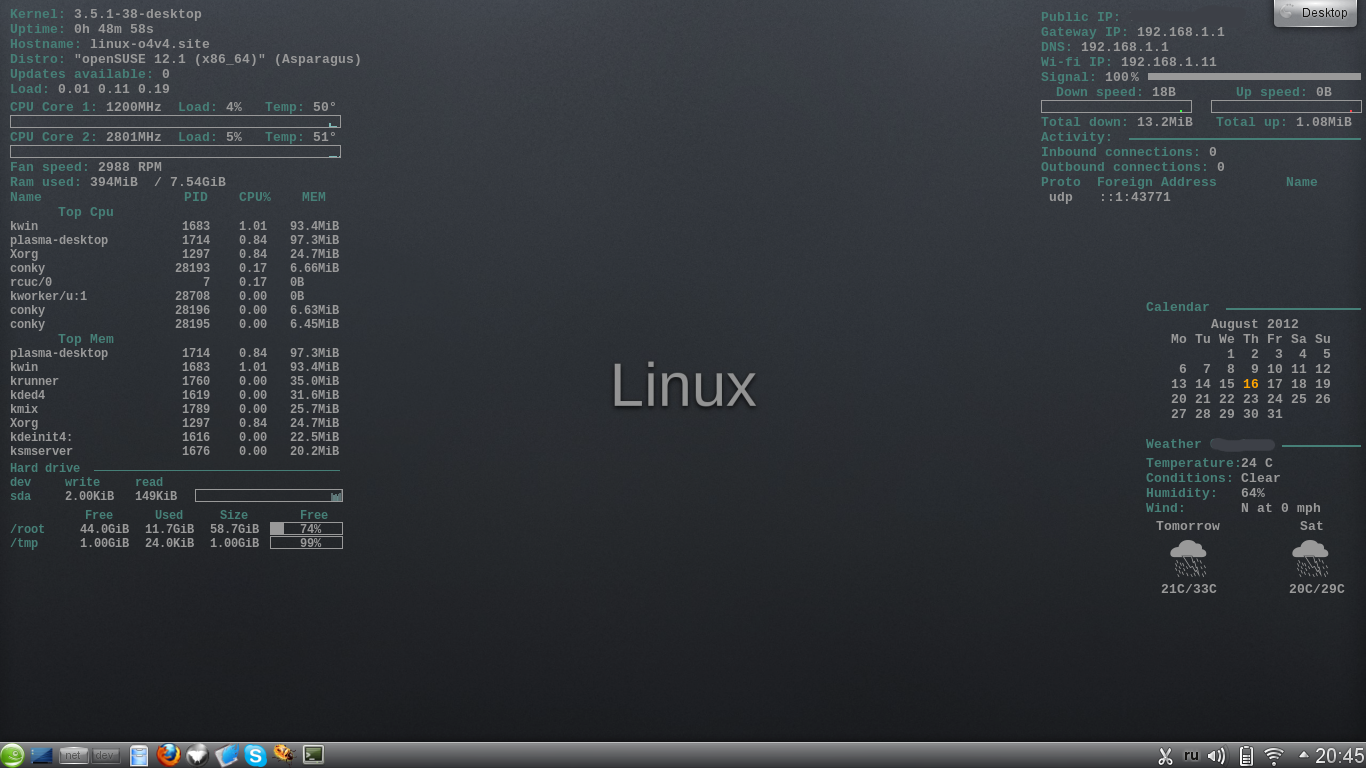 Kernel: 3.5.1-38-desktop
Uptime: 0h 48m 58s
Hostname: linux-o4v4.site
Distro: "openSUSE 12.1 (x86_64)" (Asparagus)
Updates available: 0
Load: 0.01 0.11 0.19
CPU Core 1: 1200MHz Load: 4% Temp: 50°
CPU Core 2: 2801MHz Load: 5% Temp: 51°
Fan speed: 2988 RPM
Ram used: 394MiB / 7.54GiB
Name PID CPU% MEM
Top Cpu
kwin 1683 1.01 93.4MiB
plasma-desktop 1714 0.84 97.3MiB
Xorg 1297 0.84 24.7MiB
conky 28193 0.17 6.66MiB
rcuc/0 7 0.17 0B
kworker/u:1 28708 0.00 0B
conky 28196 0.00 6.63MiB
conky 28195 0.00 6.45MiB
Top Mem
plasma-desktop 1714 0.84 97.3MiB
kwin 1683 1.01 93.4MiB
krunner 1760 0.00 35.0MiB
kded4 1619 0.00 31.6MiB
kmix 1789 0.00 25.7MiB
Xorg 1297 0.84 24.7MiB
kdeinit4: 1616 0.00 22.5MiB
ksmserver 1676 0.00 20.2MiB
Hard drive
dev write read
sda 2.00KiB 149KiB
Free Used Size Free
/root 44.0GiB 11.7GiB 58.7GiB 74%
/tmp 1.00GiB 24.0KiB 1.00GiB 99%
Linux
Desktop
Public IP:
Gateway IP: 192.168.1.1
DNS: 192.168.1.1
Wi-fi IP: 192.168.1.11
Signal: 100%
Down speed: 18B Up speed: 0B
Total down: 13.2MiB Total up: 1.08MiB
Activity:
Inbound connections: 0
Outbound connections: 0
Proto Foreign Address Name
udp ::1:43771
Calendar
August 2012
Mo Tu We Th Fr Sa Su
1 2 3 4 5
6 7 8 9 10 11 12
13 14 15 16 17 18 19
20 21 22 23 24 25 26
27 28 29 30 31
Weather
Temperature:24 C
Conditions: Clear
Humidity: 64%
Wind: N at 0 mph
Tomorrow Sat
21C/33C 20C/29C
net dev ru 20:45